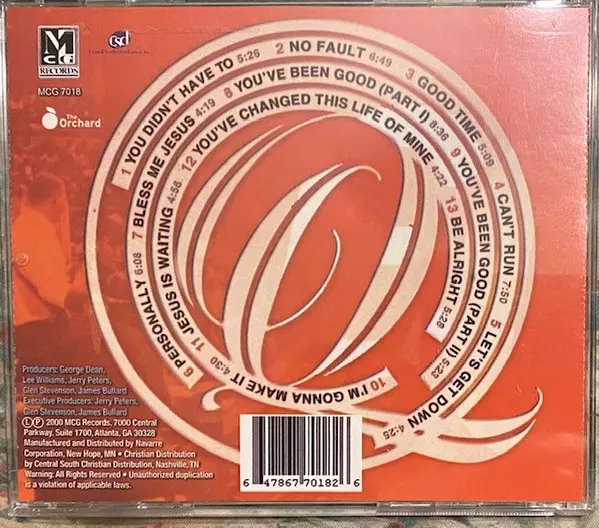 MCG
RECORDS
csd
Central South Distribution, Inc.
MCG 7018
The
Orchard
1 YOU DIDN'T HAVE TO 5:26
2 NO FAULT 6:49
3 GOOD TIME 5:09
4 CAN'T RUN 7:50
5 LET'S GET DOWN 4:25
6 PERSONALLY 6:08
7 BLESS ME JESUS 4:19
8 YOU'VE BEEN GOOD (PART I) 8:36
9 YOU'VE BEEN GOOD (PART II) 5:23
10 I'M GONNA MAKE IT 4:30
11 JESUS IS WAITING 4:56
12 YOU'VE CHANGED THIS LIFE OF MINE 4:22
13 BE ALRIGHT 5:28
Producers: George Dean,
Lee Williams, Jerry Peters,
Glen Stevenson, James Bullard
Executive Producers: Jerry Peters,
Glen Stevenson, James Bullard
Ⓛ Ⓟ 2000 MCG Records, 7000 Central
Parkway, Suite 1700, Atlanta, GA 30328
Manufactured and Distributed by Navarre
Corporation, New Hope, MN • Christian Distribution
by Central South Christian Distribution, Nashville, TN
Warning: All Rights Reserved • Unauthorized duplication
is a violation of applicable laws.
6 47867 70182 6